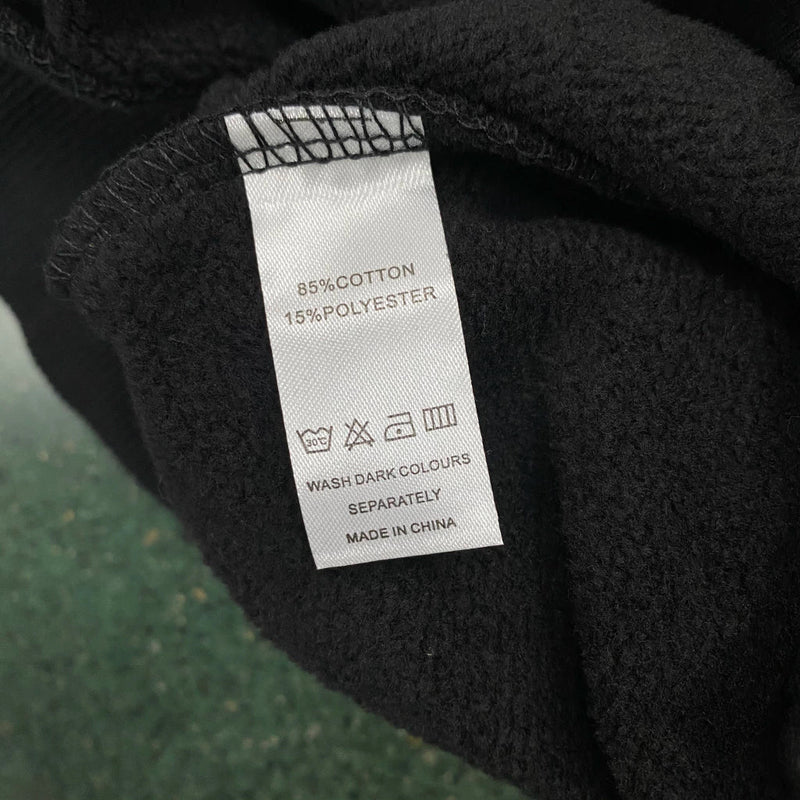 85%COTTON
15%POLYESTER
30℃
WASH DARK COLOURS
SEPARATELY
MADE IN CHINA